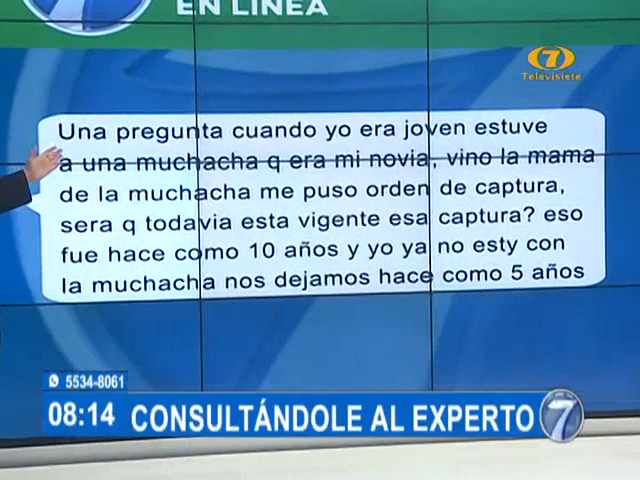 EN LÍNEA
7
Televisiete
Una pregunta cuando yo era joven estuve
a una muchacha q era mi novia, vino la mama
de la muchacha me puso orden de captura,
sera q todavia esta vigente esa captura? eso
fue hace como 10 años y yo ya no esty con
la muchacha nos dejamos hace como 5 años
5534-8061
08:14 CONSULTÁNDOLE AL EXPERTO 7